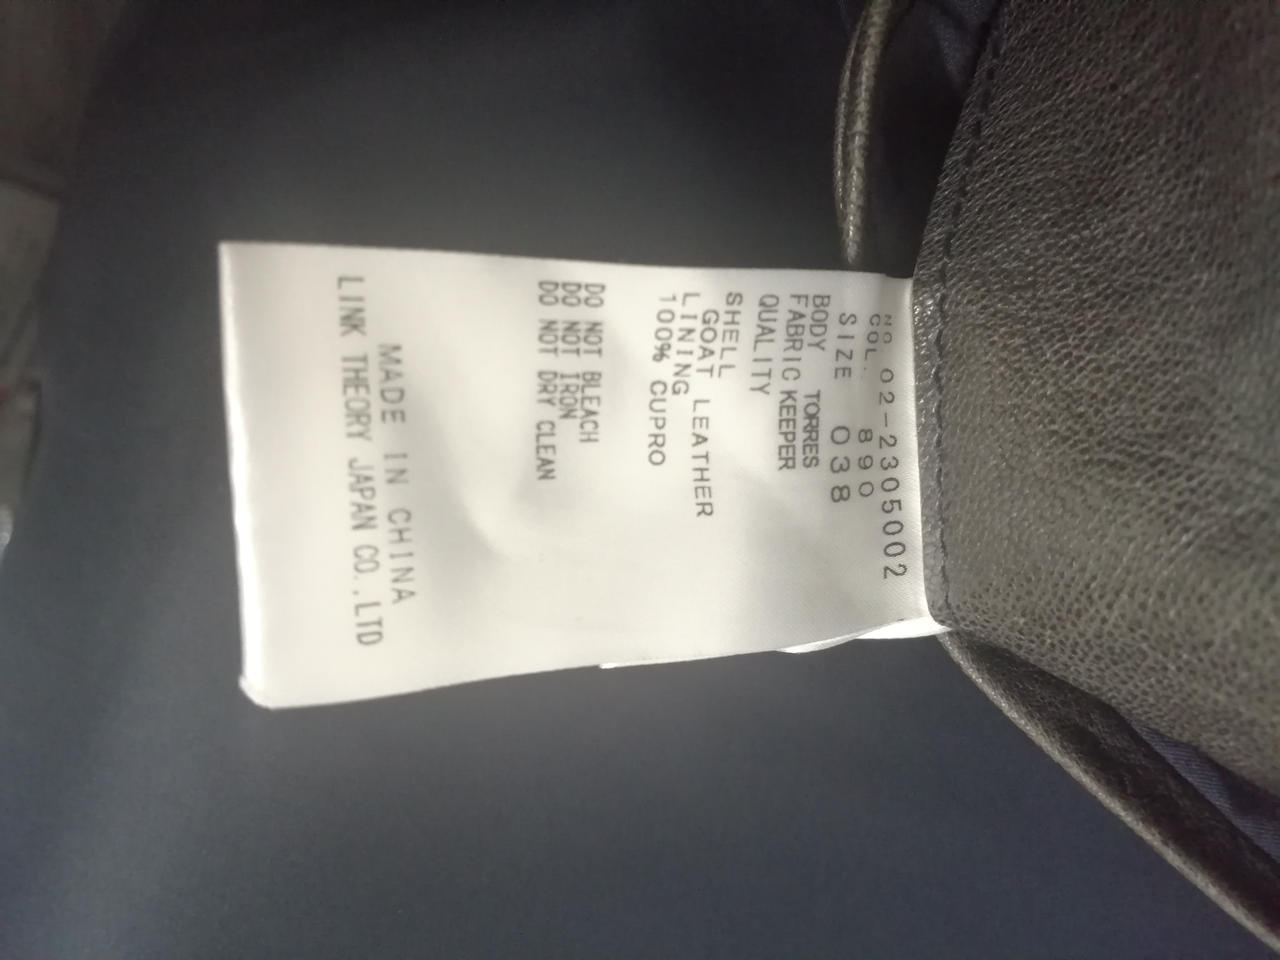 NO. 02-2305002
COL. 890
SIZE 038
BODY TORRES
FABRIC KEEPER
QUALITY
SHELL
GOAT LEATHER
LINING
100% CUPRO
DO NOT BLEACH
DO NOT IRON
DO NOT DRY CLEAN
MADE IN CHINA
LINK THEORY JAPAN CO.,LTD